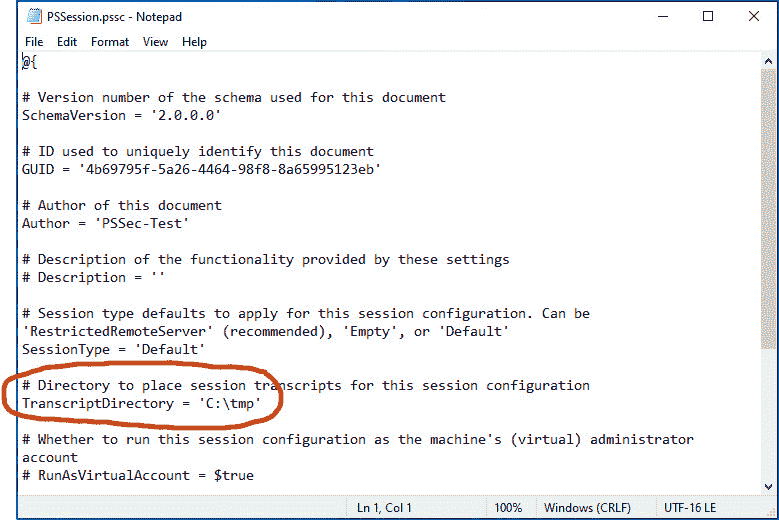 PSSession.pssc - Notepad
File Edit Format View Help
@{
# Version number of the schema used for this document
SchemaVersion = '2.0.0.0'
# ID used to uniquely identify this document
GUID = '4b69795f-5a26-4464-98f8-8a65995123eb'
# Author of this document
Author = 'PSSec-Test'
# Description of the functionality provided by these settings
# Description = ''
# Session type defaults to apply for this session configuration. Can be
'RestrictedRemoteServer' (recommended), 'Empty', or 'Default'
SessionType = 'Default'
# Directory to place session transcripts for this session configuration
TranscriptDirectory = 'C:\tmp'
# Whether to run this session configuration as the machine's (virtual) administrator
account
# RunAsVirtualAccount = $true
Ln 1, Col 1 100% Windows (CRLF) UTF-16 LE